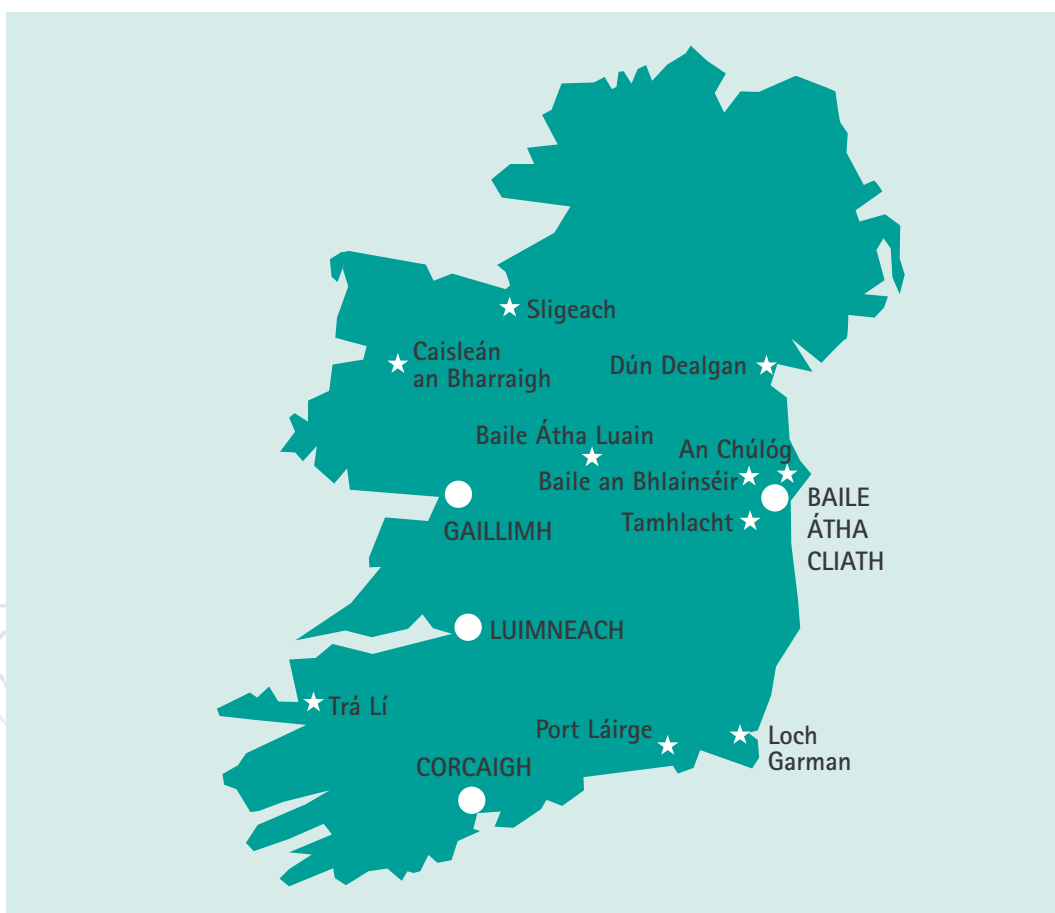 Sligeach
Caisleán
an Bharraigh
Dún Dealgan
Baile Átha Luain
An Chúlóg
Baile an Bhlainséir
GAILLIMH
Tamhlacht
BAILE
ÁTHA
CLIATH
LUIMNEACH
Trá Lí
Port Láirge
Loch
Garman
CORCAIGH